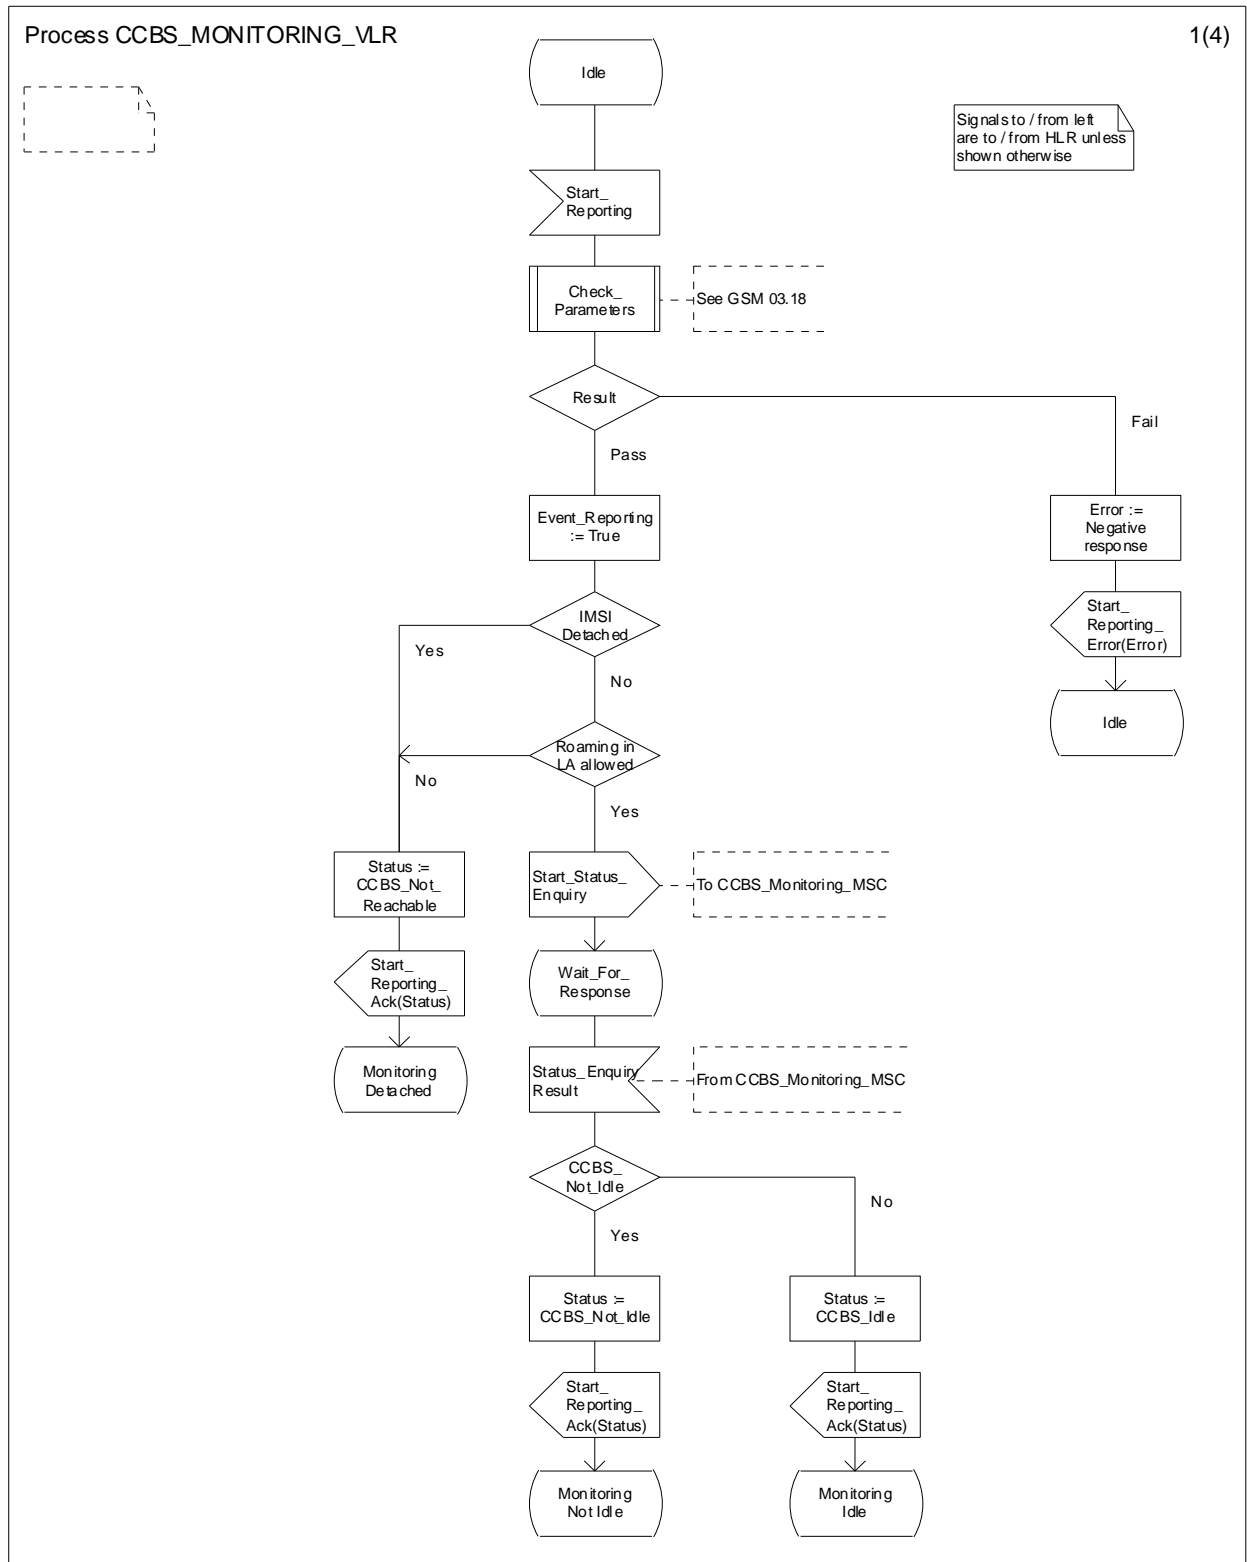 Process CCBS_MONITORING_VLR
1(4)
Idle
Signals to / from left
are to / from HLR unless
shown otherwise
Start_
Reporting
Check_
Parameters
See GSM 03.18
Result
Fail
Pass
Event_Reporting
:= True
Error :=
Negative
response
IMSI
Detached
Start_
Reporting_
Error(Error)
Yes
No
Idle
Roaming in
LA allowed
No
Yes
Status :=
CCBS_Not_
Reachable
Start_Status_
Enquiry
To CCBS_Monitoring_MSC
Start_
Reporting_
Ack(Status)
Wait_For_
Response
Monitoring
Detached
Status_Enquiry
Result
From CCBS_Monitoring_MSC
CCBS_
Not_Idle
No
Yes
Status :=
CCBS_Not_Idle
Status :=
CCBS_Idle
Start_
Reporting_
Ack(Status)
Start_
Reporting_
Ack(Status)
Monitoring
Not Idle
Monitoring
Idle